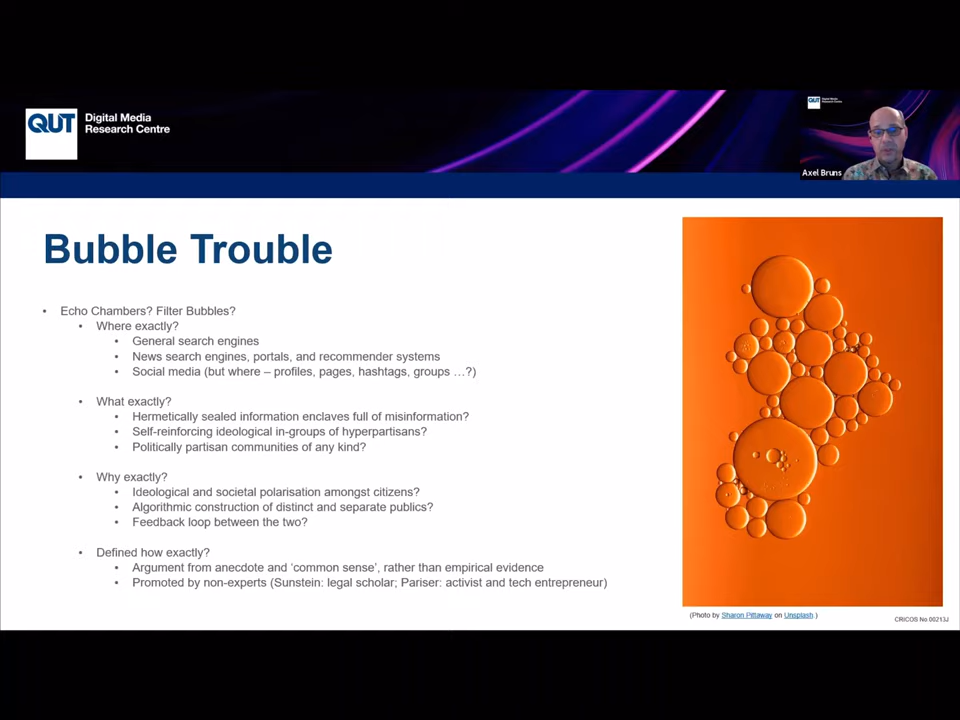 QUT
Digital Media
Research Centre
QUT
Axel Bruns
Bubble Trouble
• Echo Chambers? Filter Bubbles?
• Where exactly?
• General search engines
• News search engines, portals, and recommender systems
• Social media (but where – profiles, pages, hashtags, groups …?)
• What exactly?
• Hermetically sealed information enclaves full of misinformation?
• Self-reinforcing ideological in-groups of hyperpartisans?
• Politically partisan communities of any kind?
• Why exactly?
• Ideological and societal polarisation amongst citizens?
• Algorithmic construction of distinct and separate publics?
• Feedback loop between the two?
• Defined how exactly?
• Argument from anecdote and ‘common sense’, rather than empirical evidence
• Promoted by non-experts (Sunstein: legal scholar; Pariser: activist and tech entrepreneur)
(Photo by Sharon Pittaway on Unsplash )
CRICOS No.00213J